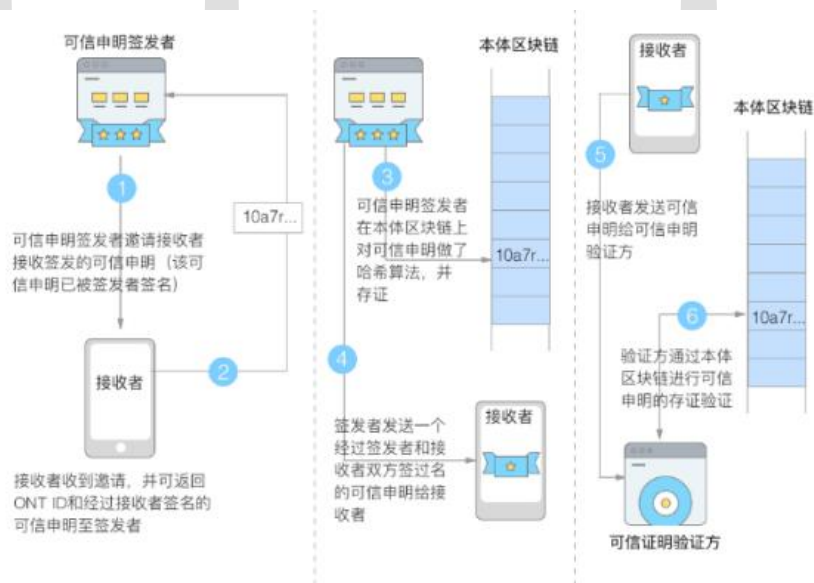 可信申明签发者
1
10a7r...
可信申明签发者邀请接收者
接收签发的可信申明（该可
信申明已被签发者签名）
接收者
2
接收者收到邀请，并可返回
ONT ID和经过接收者签名的
可信申明至签发者
本体区块链
3
可信申明签发者
在本体区块链上
对可信申明做了
哈希算法，并
存证
10a7r...
4
签发者发送一个
经过签发者和接
收者双方签过名
的可信申明给接
收者
接收者
接收者
本体区块链
5
接收者发送可信
申明给可信申明
验证方
6
10a7r...
验证方通过本体
区块链进行可信
申明的存证验证
可信证明验证方